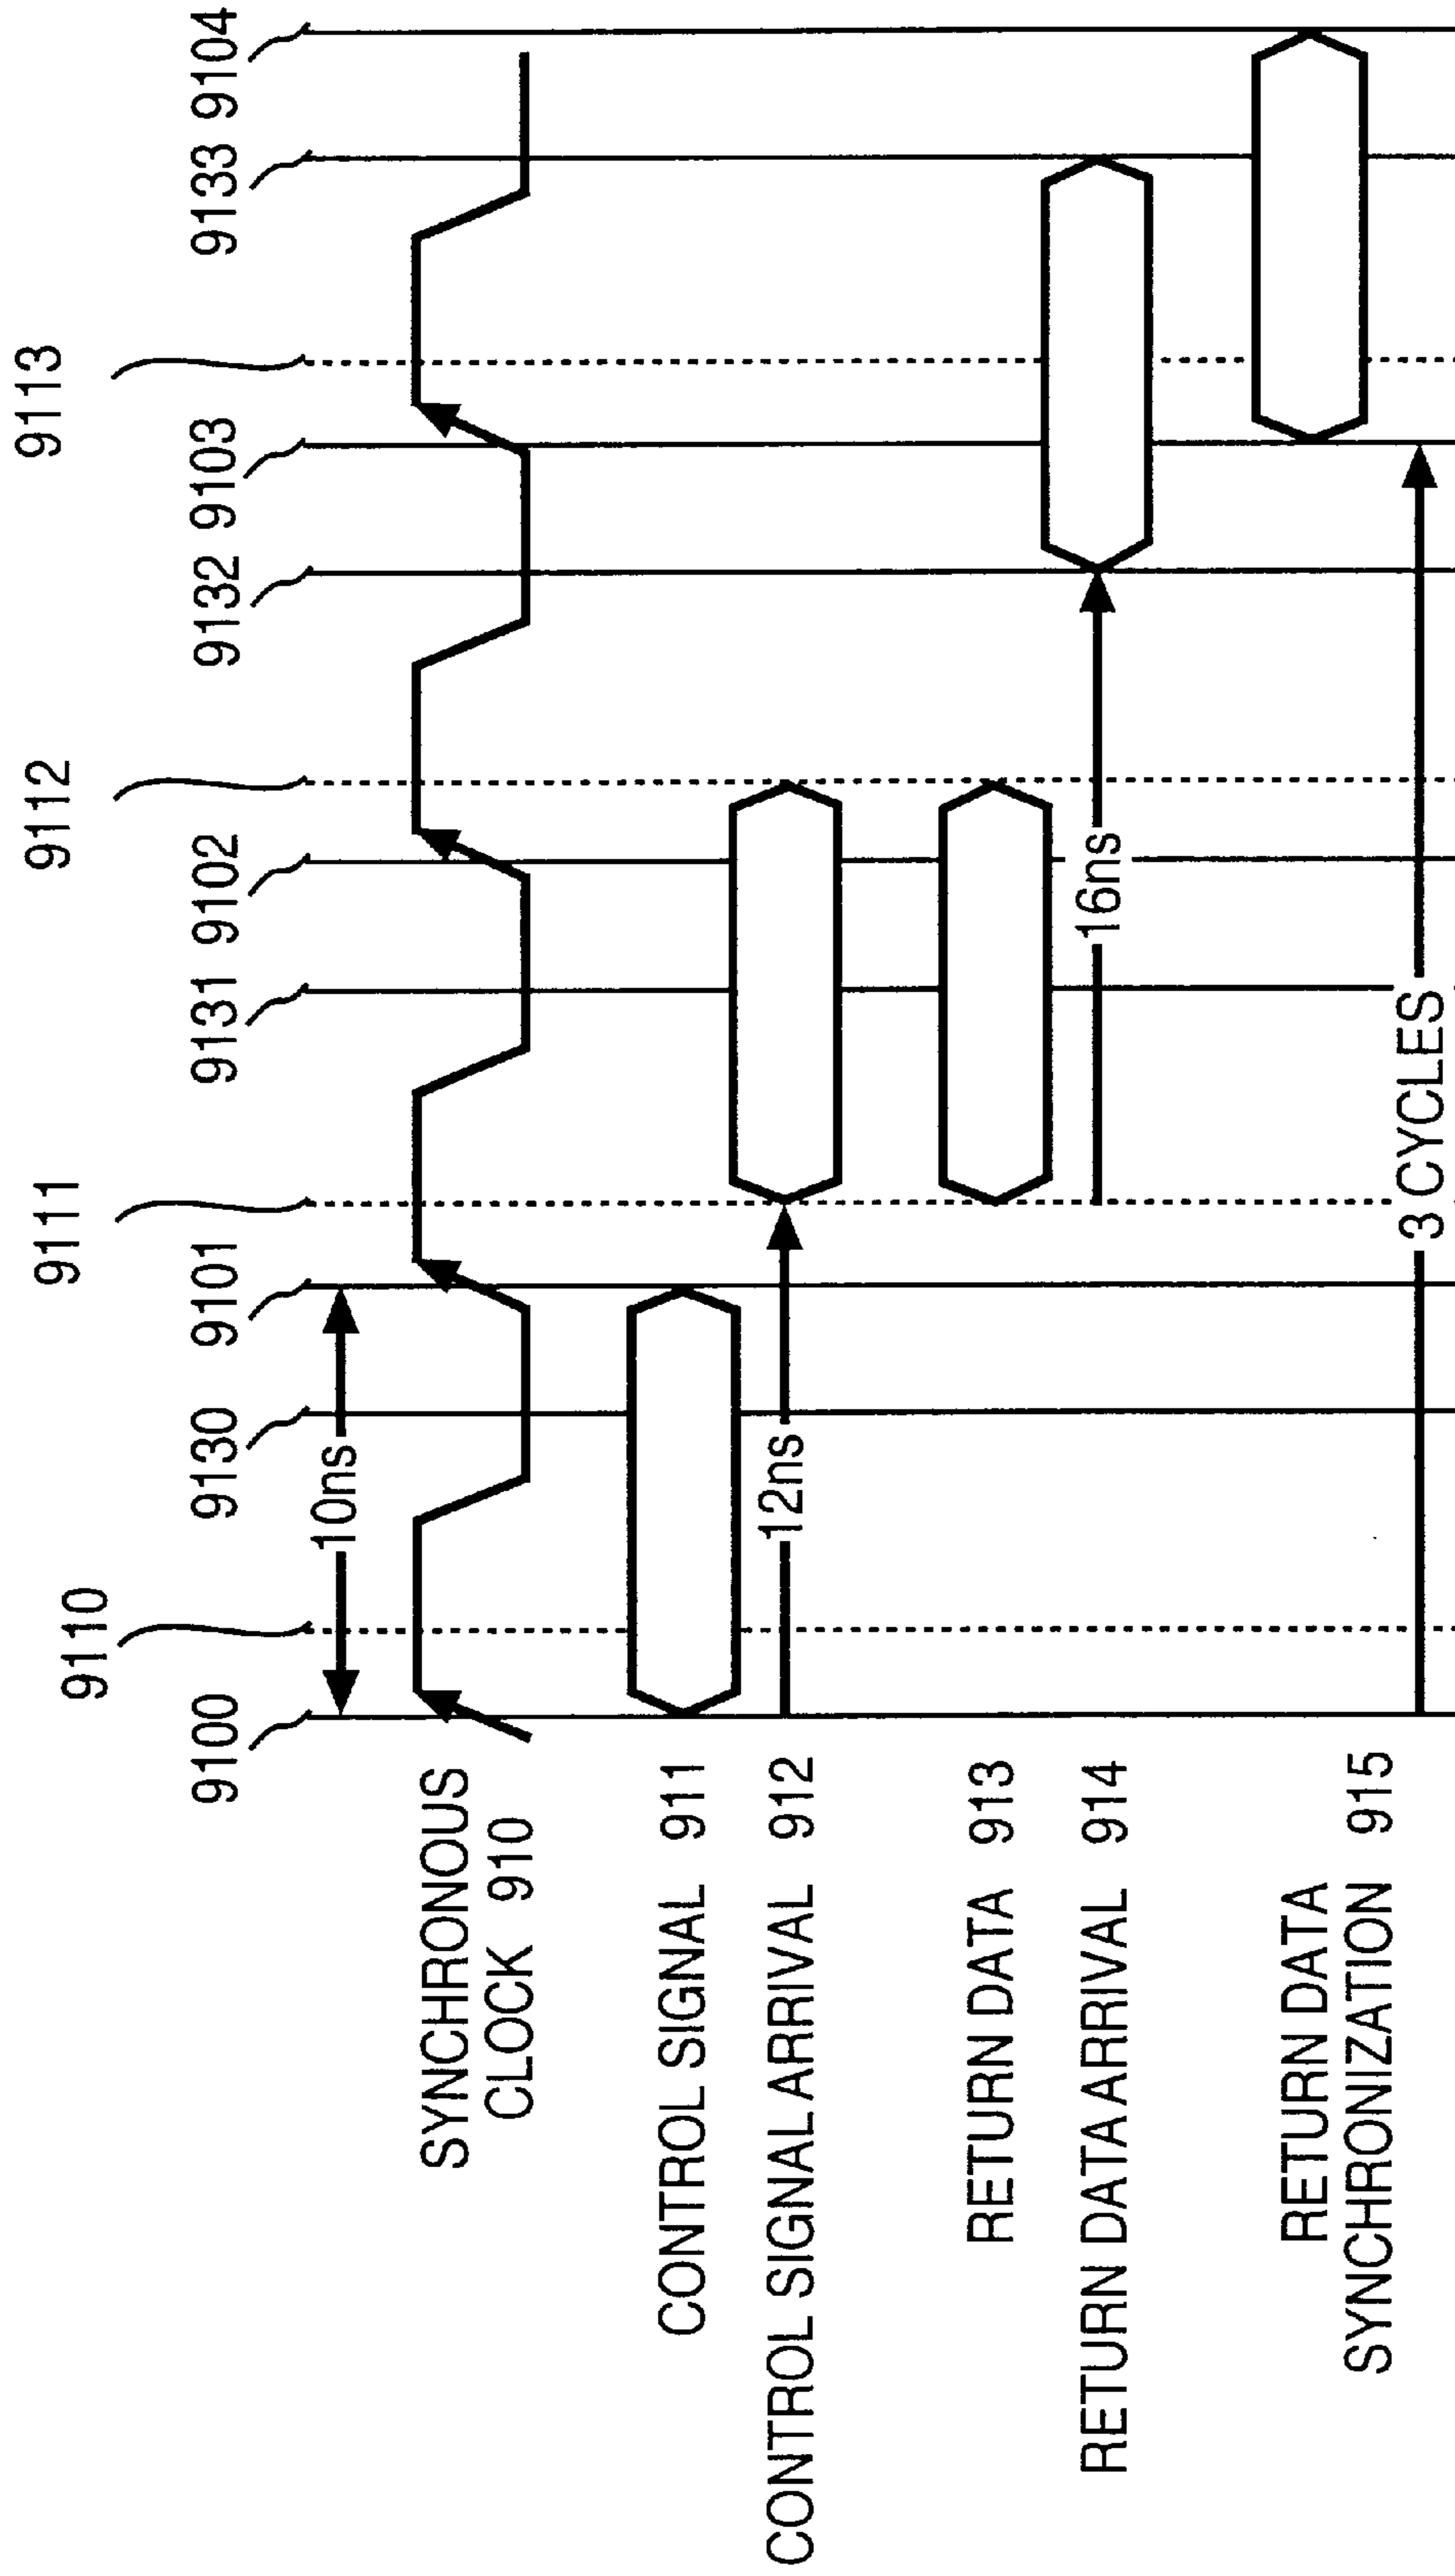 9110 9111 9112 9113
9100 9130 9101 9131 9102 9132 9103 9133 9104
10ns
SYNCHRONOUS
CLOCK 910
CONTROL SIGNAL 911
CONTROL SIGNAL ARRIVAL 912
12ns
RETURN DATA 913
RETURN DATA ARRIVAL 914
16ns
RETURN DATA
SYNCHRONIZATION 915
3 CYCLES